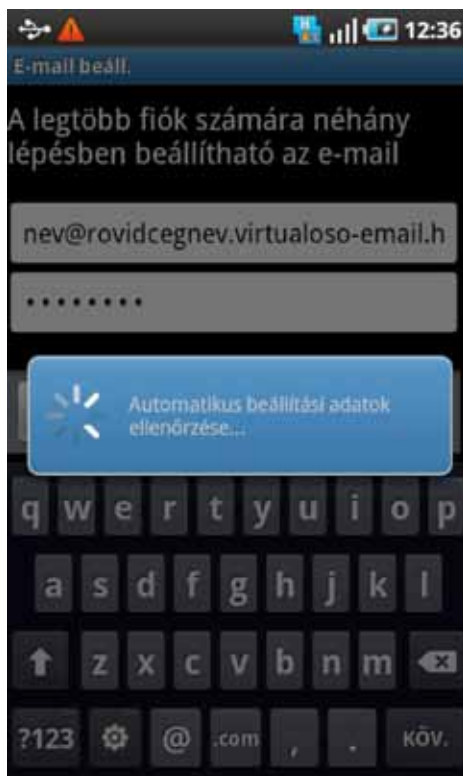 12:36
E-mail beáll.
A legtöbb fiók számára néhány
lépésben beállítható az e-mail
nev@rovidcegnev.virtualoso-email.h
••••••••
Automatikus beállítási adatok
ellenőrzése...
q w e r t y u i o p
a s d f g h j k l
z x c v b n m
?123 @ .com , . KÖV.